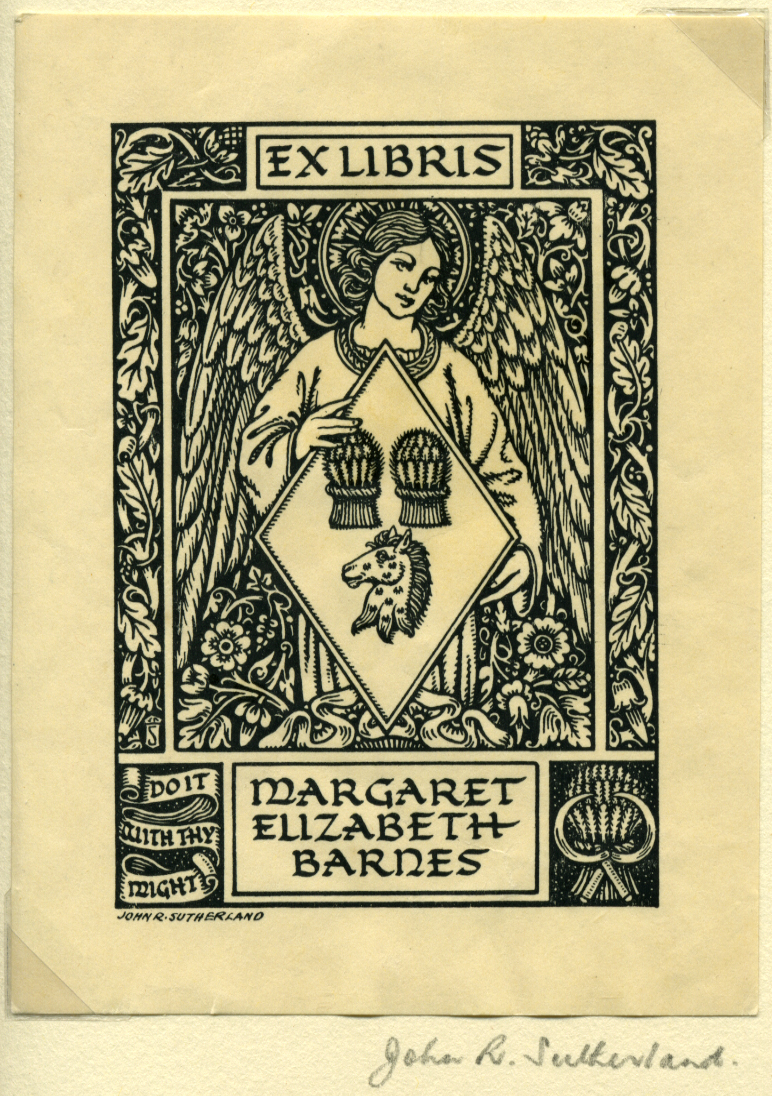 EX LIBRIS
DO IT
WITH THY
MIGHT
MARGARET
ELIZABETH
BARNES
JOHN R. SUTHERLAND
John R. Sutherland.